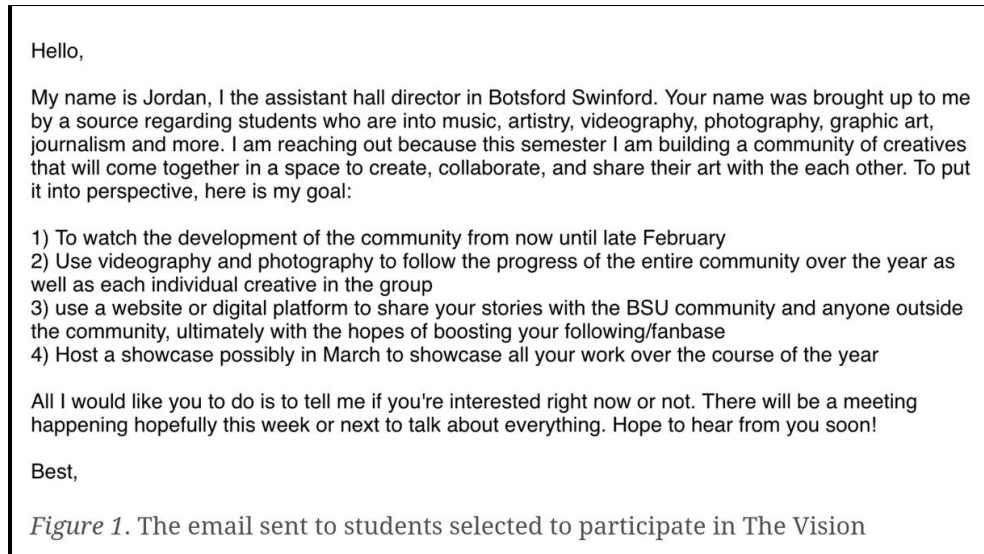 Hello,
My name is Jordan, I the assistant hall director in Botsford Swinford. Your name was brought up to me
by a source regarding students who are into music, artistry, videography, photography, graphic art,
journalism and more. I am reaching out because this semester I am building a community of creatives
that will come together in a space to create, collaborate, and share their art with the each other. To put
it into perspective, here is my goal:
1) To watch the development of the community from now until late February
2) Use videography and photography to follow the progress of the entire community over the year as
well as each individual creative in the group
3) use a website or digital platform to share your stories with the BSU community and anyone outside
the community, ultimately with the hopes of boosting your following/fanbase
4) Host a showcase possibly in March to showcase all your work over the course of the year
All I would like you to do is to tell me if you're interested right now or not. There will be a meeting
happening hopefully this week or next to talk about everything. Hope to hear from you soon!
Best,
Figure 1. The email sent to students selected to participate in The Vision